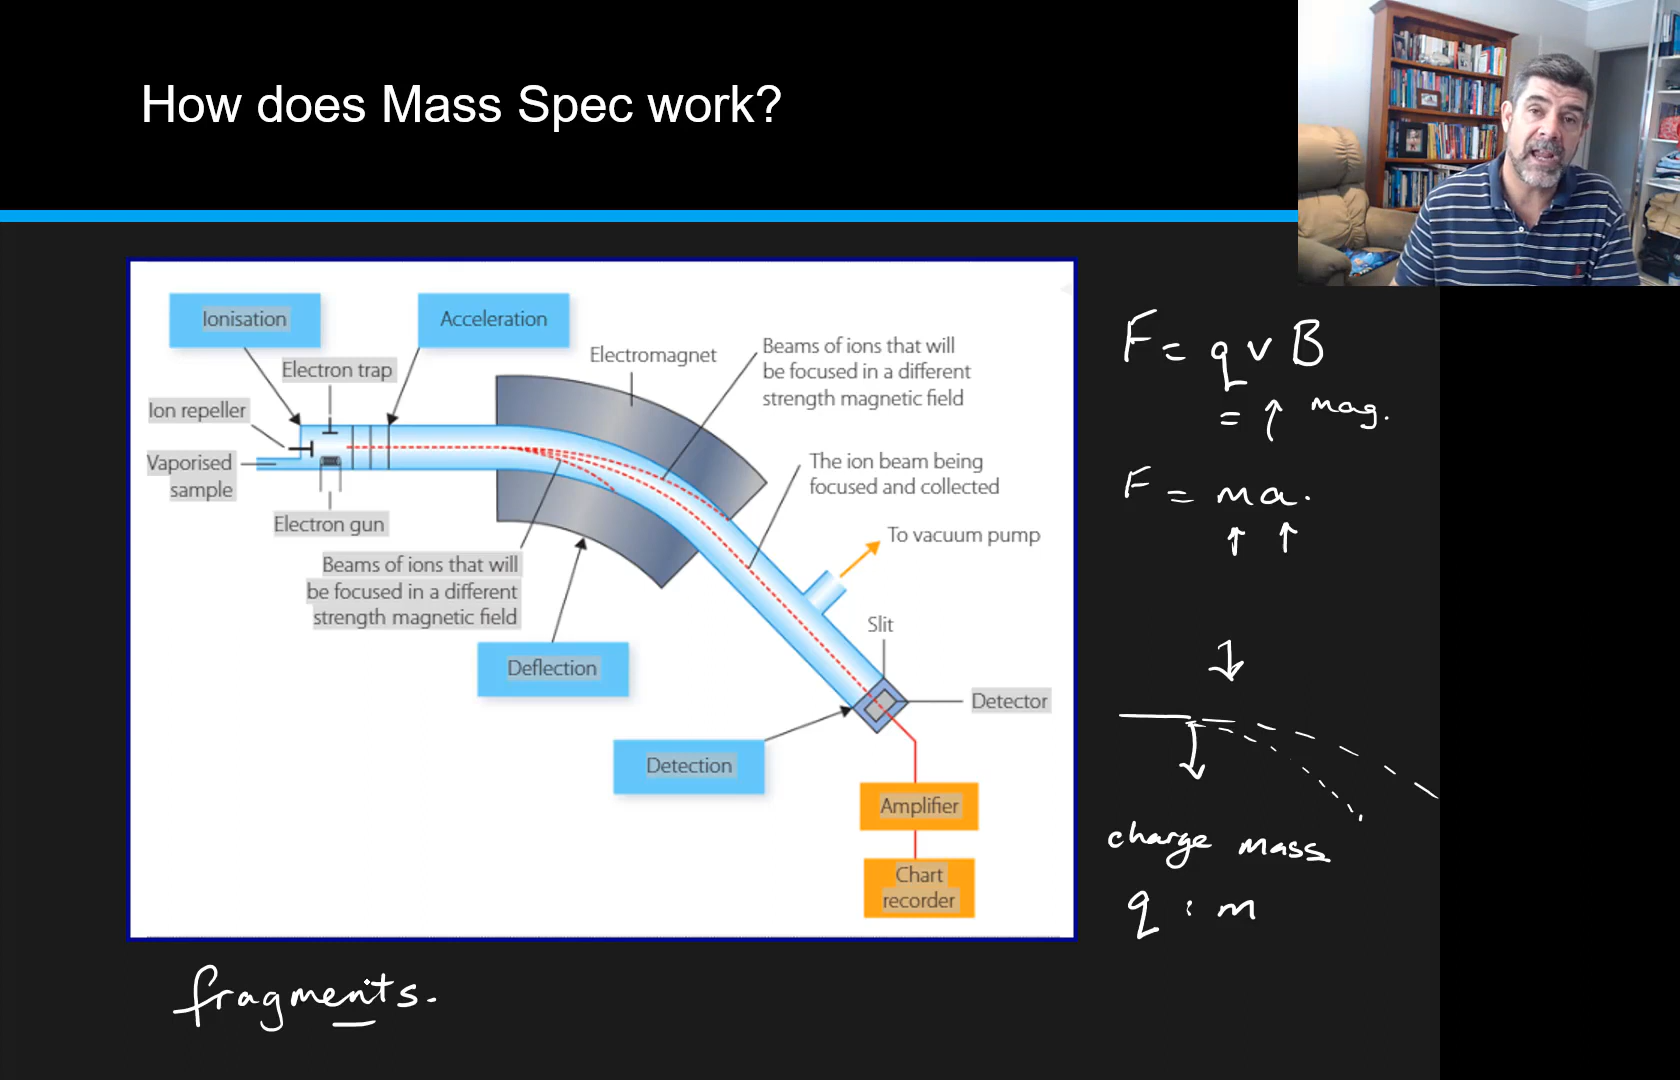 How does Mass Spec work?
Ionisation
Acceleration
Electron trap
Electromagnet
Beams of ions that will
be focused in a different
strength magnetic field
Ion repeller
Vaporised
sample
Electron gun
The ion beam being
focused and collected
Beams of ions that will
be focused in a different
strength magnetic field
To vacuum pump
Slit
Deflection
Detector
Detection
Amplifier
Chart
recorder
F = q v B
= ↑ mag.
F = ma.
↑ ↑
charge mass
q : m
fragments.